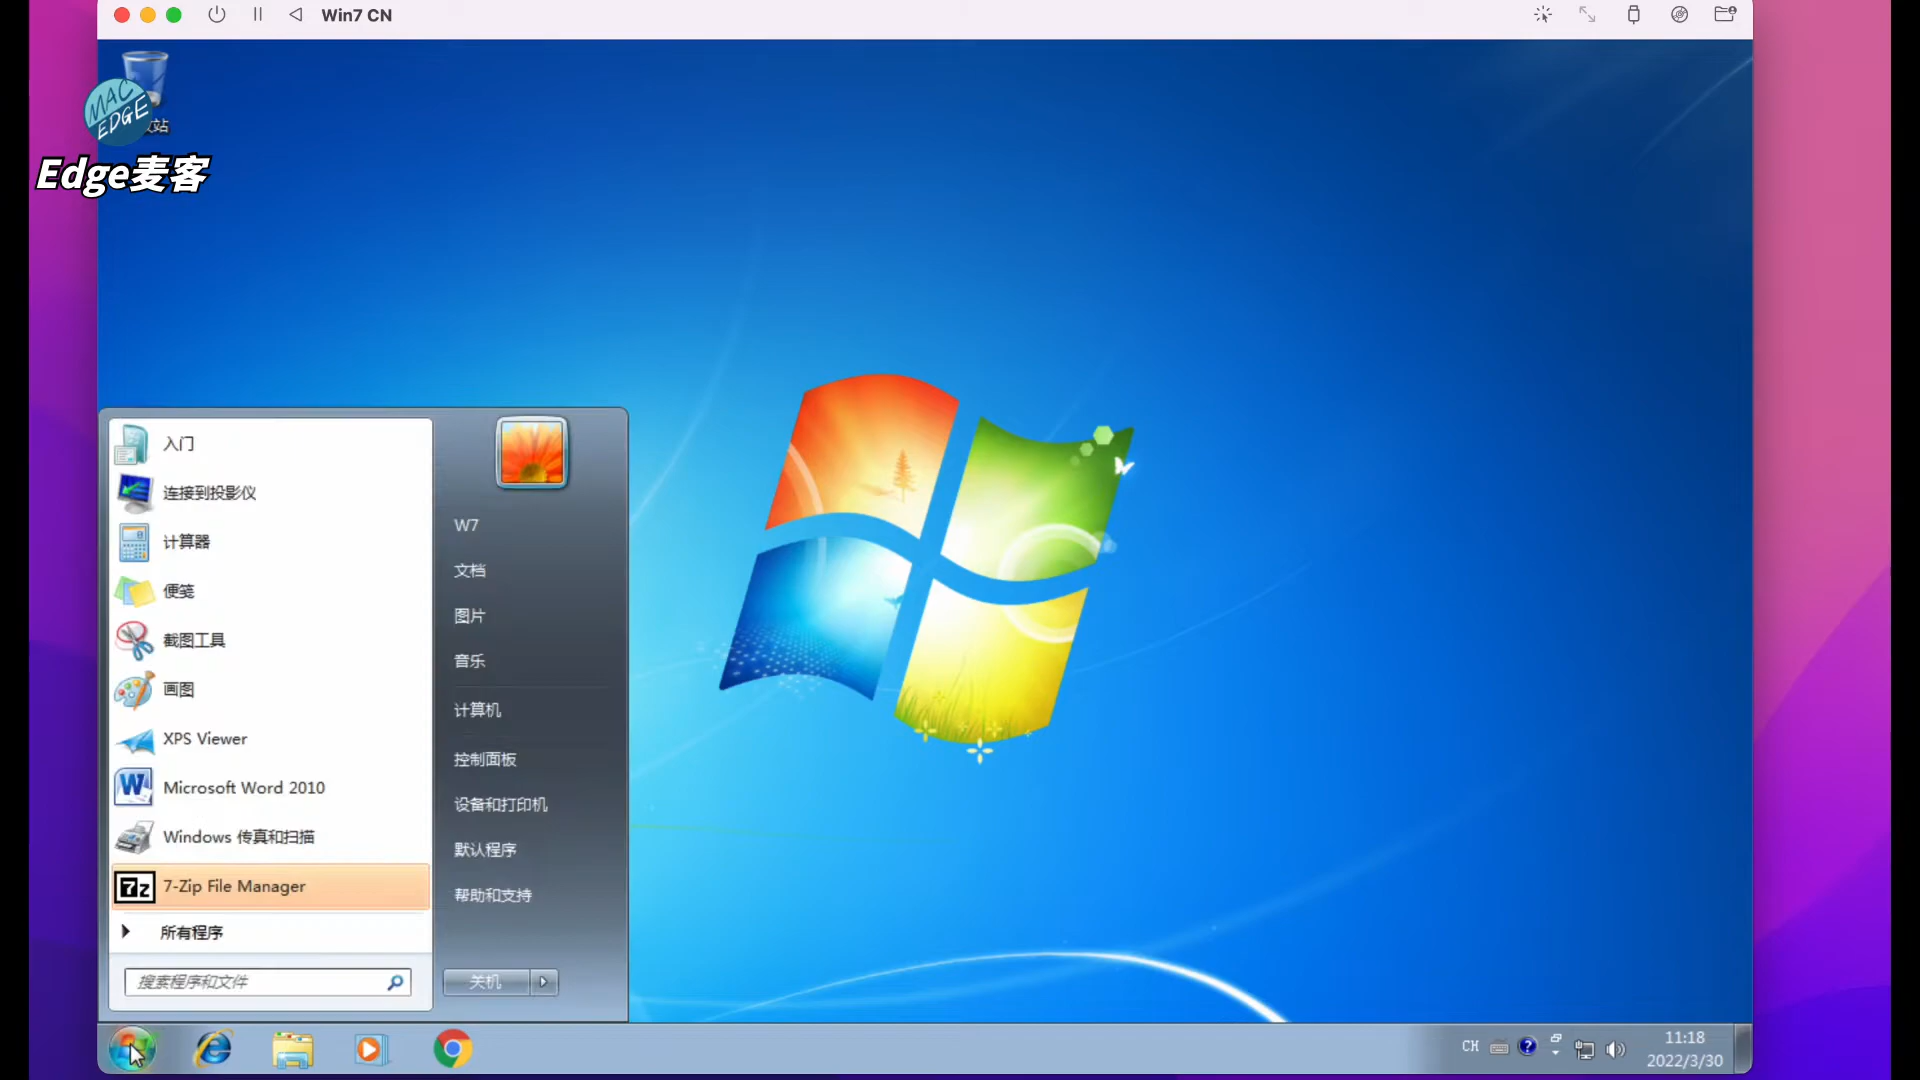 Win7 CN
MAC
EDGE
站
Edge麦客
入门
连接到投影仪
计算器
便笺
截图工具
画图
XPS Viewer
Microsoft Word 2010
Windows 传真和扫描
7-Zip File Manager
所有程序
搜索程序和文件
W7
文档
图片
音乐
计算机
控制面板
设备和打印机
默认程序
帮助和支持
关机
CH
11:18
2022/3/30